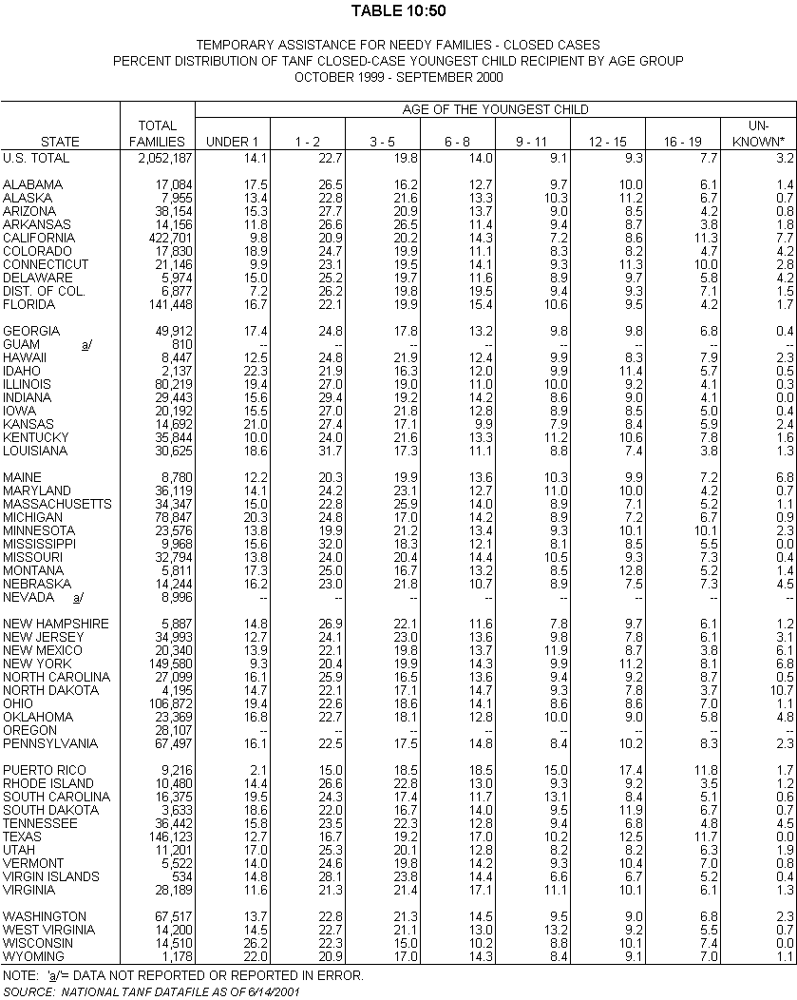 TABLE 10:50
TEMPORARY ASSISTANCE FOR NEEDY FAMILIES - CLOSED CASES
PERCENT DISTRIBUTION OF TANF CLOSED-CASE YOUNGEST CHILD RECIPIENT BY AGE GROUP
OCTOBER 1999 - SEPTEMBER 2000
AGE OF THE YOUNGEST CHILD
TOTAL UN-
STATE FAMILIES UNDER 1 1 - 2 3 - 5 6 - 8 9 - 11 12 - 15 16 - 19 KNOWN*
U.S. TOTAL 2,052,187 14.1 22.7 19.8 14.0 9.1 9.3 7.7 3.2
ALABAMA 17,084 17.5 26.5 16.2 12.7 9.7 10.0 6.1 1.4
ALASKA 7,955 13.4 22.8 21.6 13.3 10.3 11.2 6.7 0.7
ARIZONA 38,154 15.3 27.7 20.9 13.7 9.0 8.5 4.2 0.8
ARKANSAS 14,156 11.8 26.6 26.5 11.4 9.4 8.7 3.8 1.8
CALIFORNIA 422,701 9.8 20.9 20.2 14.3 7.2 8.6 11.3 7.7
COLORADO 17,830 18.9 24.7 19.9 11.1 8.3 8.2 4.7 4.2
CONNECTICUT 21,146 9.9 23.1 19.5 14.1 9.3 11.3 10.0 2.8
DELAWARE 5,974 15.0 25.2 19.7 11.6 8.9 9.7 5.8 4.2
DIST. OF COL. 6,877 7.2 26.2 19.8 19.5 9.4 9.3 7.1 1.5
FLORIDA 141,448 16.7 22.1 19.9 15.4 10.6 9.5 4.2 1.7
GEORGIA 49,912 17.4 24.8 17.8 13.2 9.8 9.8 6.8 0.4
GUAM a/ 810 -- -- -- -- -- -- -- --
HAWAII 8,447 12.5 24.8 21.9 12.4 9.9 8.3 7.9 2.3
IDAHO 2,137 22.3 21.9 16.3 12.0 9.9 11.4 5.7 0.5
ILLINOIS 80,219 19.4 27.0 19.0 11.0 10.0 9.2 4.1 0.3
INDIANA 29,443 15.6 29.4 19.2 14.2 8.6 9.0 4.1 0.0
IOWA 20,192 15.5 27.0 21.8 12.8 8.9 8.5 5.0 0.4
KANSAS 14,692 21.0 27.4 17.1 9.9 7.9 8.4 5.9 2.4
KENTUCKY 35,844 10.0 24.0 21.6 13.3 11.2 10.6 7.8 1.6
LOUISIANA 30,625 18.6 31.7 17.3 11.1 8.8 7.4 3.8 1.3
MAINE 8,780 12.2 20.3 19.9 13.6 10.3 9.9 7.2 6.8
MARYLAND 36,119 14.1 24.2 23.1 12.7 11.0 10.0 4.2 0.7
MASSACHUSETTS 34,347 15.0 22.8 25.9 14.0 8.9 7.1 5.2 1.1
MICHIGAN 78,847 20.3 24.8 17.0 14.2 8.9 7.2 6.7 0.9
MINNESOTA 23,576 13.8 19.9 21.2 13.4 9.3 10.1 10.1 2.3
MISSISSIPPI 9,968 15.6 32.0 18.3 12.1 8.1 8.5 5.5 0.0
MISSOURI 32,794 13.8 24.0 20.4 14.4 10.5 9.3 7.3 0.4
MONTANA 5,811 17.3 25.0 16.7 13.2 8.5 12.8 5.2 1.4
NEBRASKA 14,244 16.2 23.0 21.8 10.7 8.9 7.5 7.3 4.5
NEVADA a/ 8,996 -- -- -- -- -- -- -- --
NEW HAMPSHIRE 5,887 14.8 26.9 22.1 11.6 7.8 9.7 6.1 1.2
NEW JERSEY 34,993 12.7 24.1 23.0 13.6 9.8 7.8 6.1 3.1
NEW MEXICO 20,340 13.9 22.1 19.8 13.7 11.9 8.7 3.8 6.1
NEW YORK 149,580 9.3 20.4 19.9 14.3 9.9 11.2 8.1 6.8
NORTH CAROLINA 27,099 16.1 25.9 16.5 13.6 9.4 9.2 8.7 0.5
NORTH DAKOTA 4,195 14.7 22.1 17.1 14.7 9.3 7.8 3.7 10.7
OHIO 106,872 19.4 22.6 18.6 14.1 8.6 8.6 7.0 1.1
OKLAHOMA 23,369 16.8 22.7 18.1 12.8 10.0 9.0 5.8 4.8
OREGON 28,107 -- -- -- -- -- -- -- --
PENNSYLVANIA 67,497 16.1 22.5 17.5 14.8 8.4 10.2 8.3 2.3
PUERTO RICO 9,216 2.1 15.0 18.5 18.5 15.0 17.4 11.8 1.7
RHODE ISLAND 10,480 14.4 26.6 22.8 13.0 9.3 9.2 3.5 1.2
SOUTH CAROLINA 16,375 19.5 24.3 17.4 11.7 13.1 8.4 5.1 0.6
SOUTH DAKOTA 3,633 18.6 22.0 16.7 14.0 9.5 11.9 6.7 0.7
TENNESSEE 36,442 15.8 23.5 22.3 12.8 9.4 6.8 4.8 4.5
TEXAS 146,123 12.7 16.7 19.2 17.0 10.2 12.5 11.7 0.0
UTAH 11,201 17.0 25.3 20.1 12.8 8.2 8.2 6.3 1.9
VERMONT 5,522 14.0 24.6 19.8 14.2 9.3 10.4 7.0 0.8
VIRGIN ISLANDS 534 14.8 28.1 23.8 14.4 6.6 6.7 5.2 0.4
VIRGINIA 28,189 11.6 21.3 21.4 17.1 11.1 10.1 6.1 1.3
WASHINGTON 67,517 13.7 22.8 21.3 14.5 9.5 9.0 6.8 2.3
WEST VIRGINIA 14,200 14.5 22.7 21.1 13.0 13.2 9.2 5.5 0.7
WISCONSIN 14,510 26.2 22.3 15.0 10.2 8.8 10.1 7.4 0.0
WYOMING 1,178 22.0 20.9 17.0 14.3 8.4 9.1 7.0 1.1
NOTE: 'a/'= DATA NOT REPORTED OR REPORTED IN ERROR.
SOURCE: NATIONAL TANF DATAFILE AS OF 6/14/2001